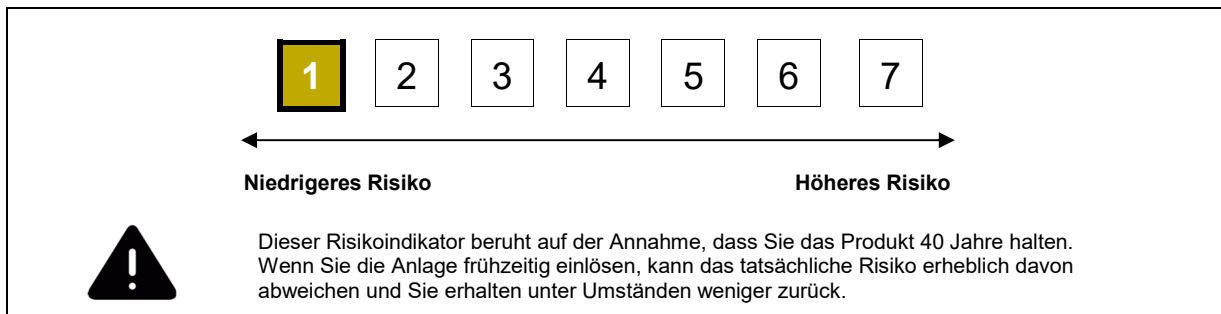 1 2 3 4 5 6 7
Niedrigeres Risiko Höheres Risiko
Dieser Risikoindikator beruht auf der Annahme, dass Sie das Produkt 40 Jahre halten.
Wenn Sie die Anlage frühzeitig einlösen, kann das tatsächliche Risiko erheblich davon
abweichen und Sie erhalten unter Umständen weniger zurück.